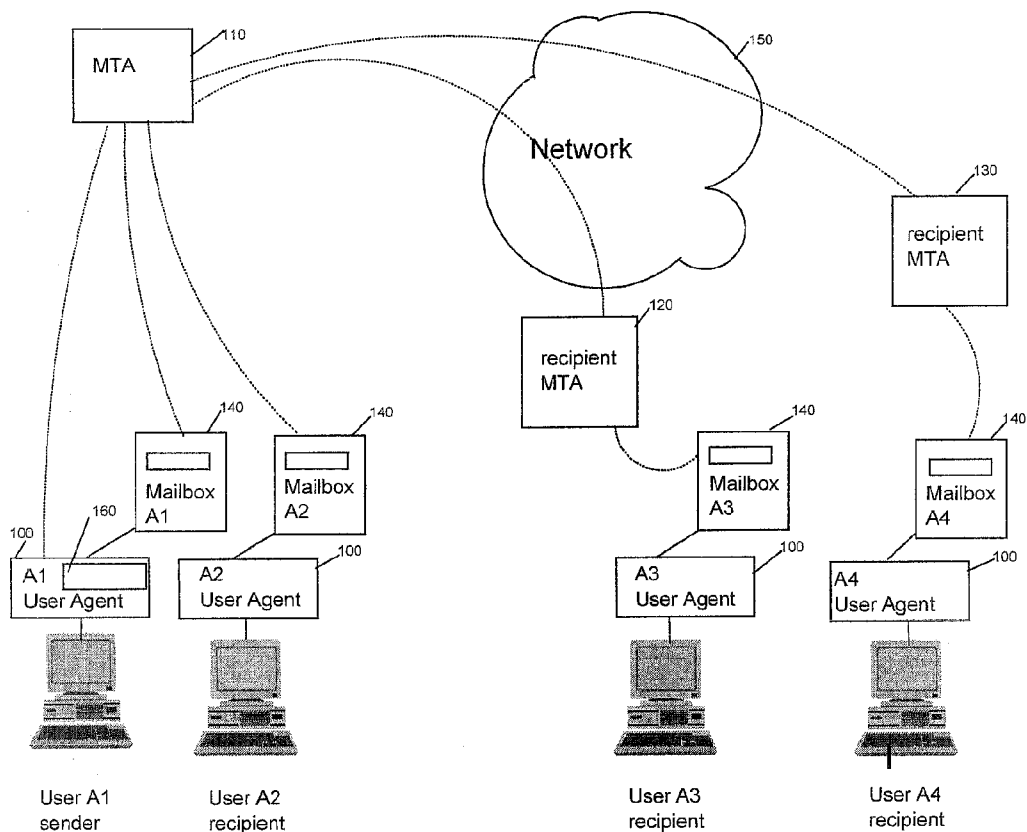 110
MTA
150
Network
130
recipient
MTA
120
recipient
MTA
140
Mailbox
A1
140
Mailbox
A2
140
Mailbox
A3
140
Mailbox
A4
160
100
A1
User Agent
100
A2
User Agent
100
A3
User Agent
100
A4
User Agent
User A1
sender
User A2
recipient
User A3
recipient
User A4
recipient